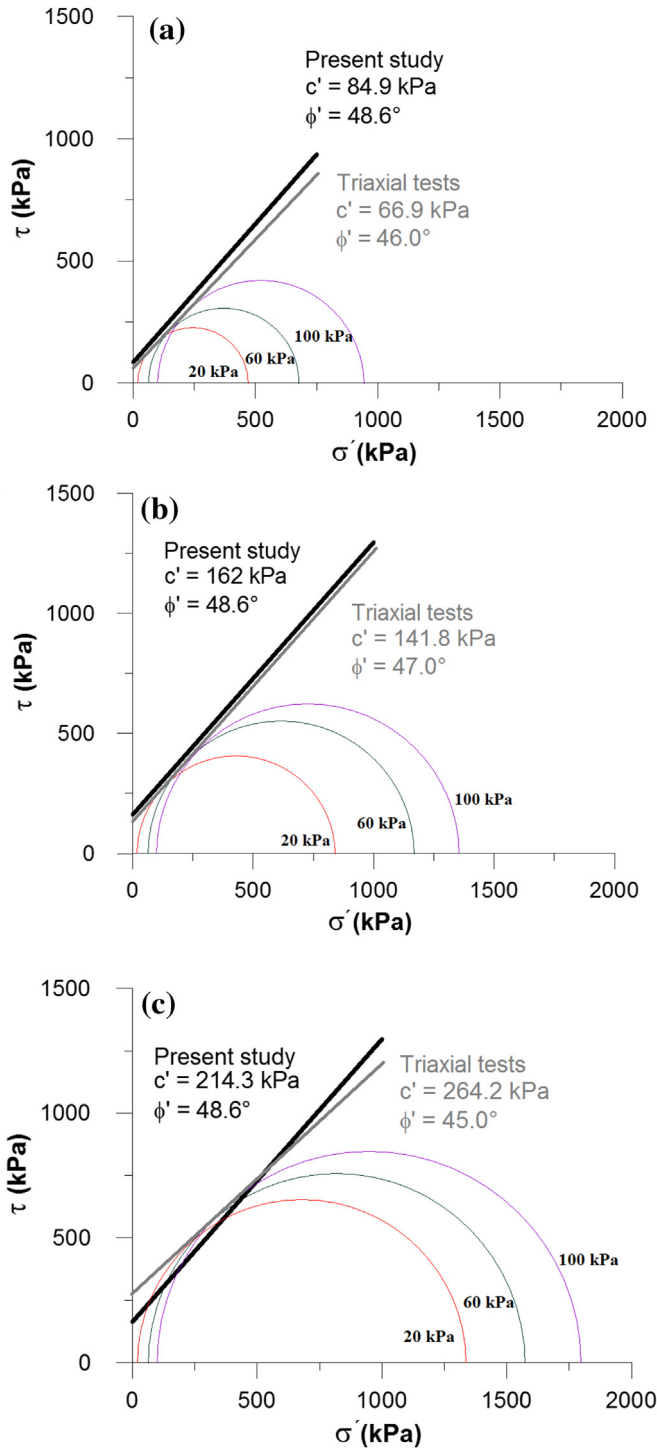 (a)
1500
1000
500
0
τ (kPa)
Present study
c' = 84.9 kPa
ϕ' = 48.6°
Triaxial tests
c' = 66.9 kPa
ϕ' = 46.0°
100 kPa
60 kPa
20 kPa
0 500 1000 1500 2000
σ´(kPa)
(b)
1500
1000
500
0
τ (kPa)
Present study
c' = 162 kPa
ϕ' = 48.6°
Triaxial tests
c' = 141.8 kPa
ϕ' = 47.0°
100 kPa
60 kPa
20 kPa
0 500 1000 1500 2000
σ´(kPa)
(c)
1500
1000
500
0
τ (kPa)
Present study
c' = 214.3 kPa
ϕ' = 48.6°
Triaxial tests
c' = 264.2 kPa
ϕ' = 45.0°
100 kPa
60 kPa
20 kPa
0 500 1000 1500 2000
σ´(kPa)